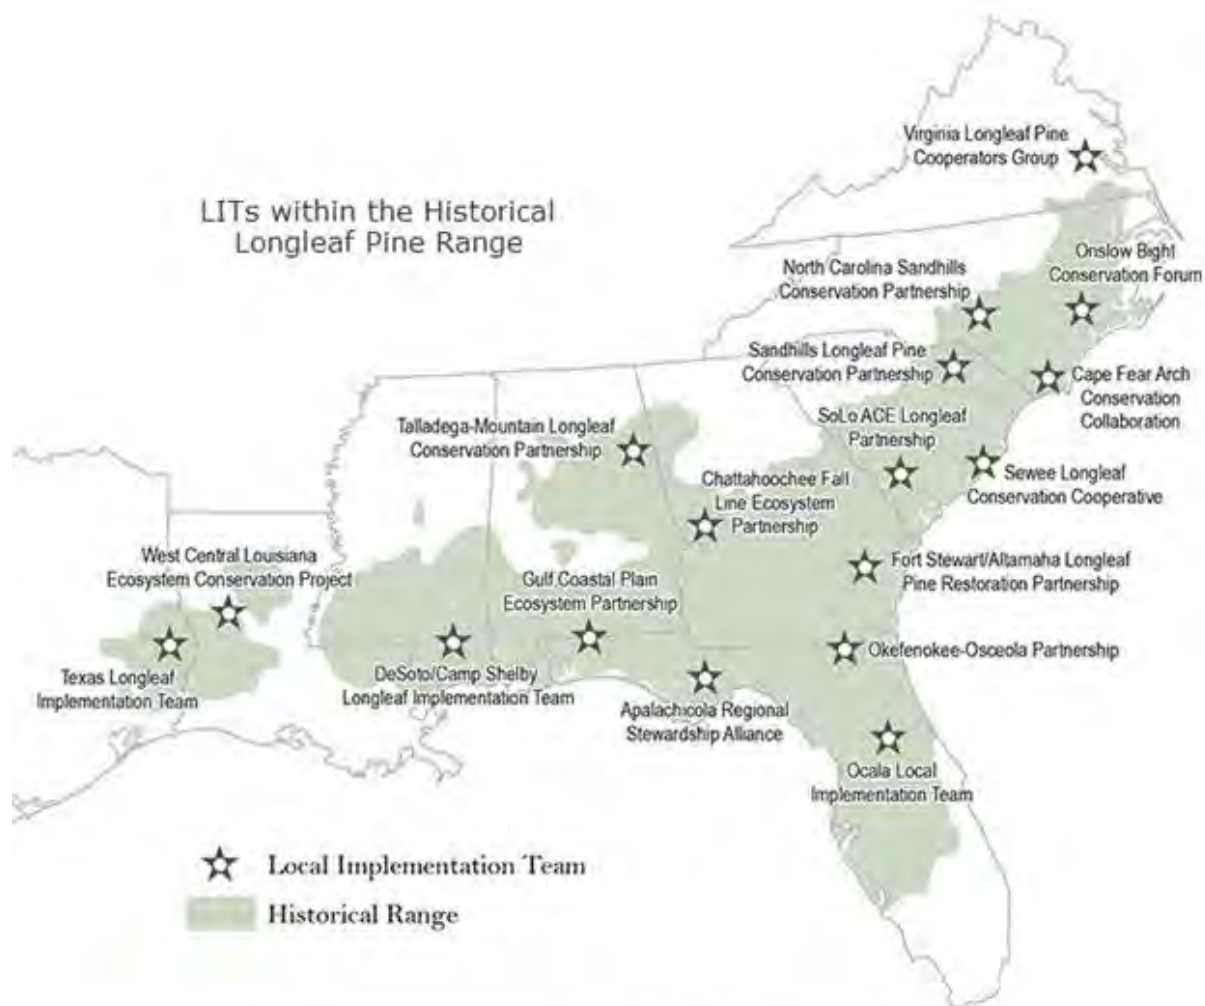 LITs within the Historical
Longleaf Pine Range
Virginia Longleaf Pine
Cooperators Group
Onslow Bight
Conservation Forum
North Carolina Sandhills
Conservation Partnership
Sandhills Longleaf Pine
Conservation Partnership
Cape Fear Arch
Conservation
Collaboration
SoLo ACE Longleaf
Partnership
Talladega-Mountain Longleaf
Conservation Partnership
Sewee Longleaf
Conservation Cooperative
Chattahoochee Fall
Line Ecosystem
Partnership
West Central Louisiana
Ecosystem Conservation Project
Gulf Coastal Plain
Ecosystem Partnership
Fort Stewart/Altamaha Longleaf
Pine Restoration Partnership
Okefenokee-Osceola Partnership
Texas Longleaf
Implementation Team
DeSoto/Camp Shelby
Longleaf Implementation Team
Apalachicola Regional
Stewardship Alliance
Ocala Local
Implementation Team
Local Implementation Team
Historical Range